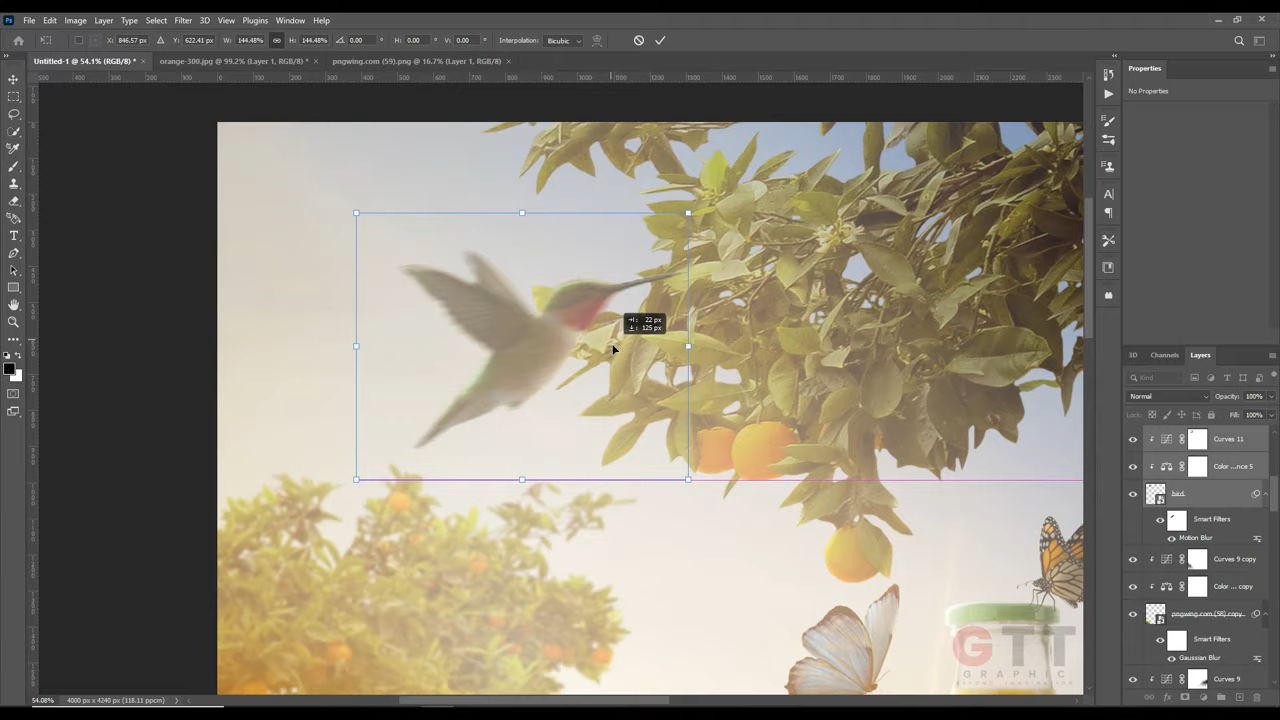 File Edit Image Layer Type Select Filter 3D View Plugins Window Help
X: 846.57 px Y: 622.41 px W: 144.48% H: 144.48% 0.00 ° H: 0.00 ° V: 0.00 ° Interpolation: Bicubic
Untitled-1 @ 54.1% (RGB/8) * × orange-300.jpg @ 99.2% (Layer 1, RGB/8) * × pngwing.com (59).png @ 16.7% (Layer 1, RGB/8) ×
Properties
No Properties
H: 22 px
125 px
3D Channels Layers
Kind
Normal Opacity: 100%
Lock: Fill: 100%
Curves 11
Color ...nce 5
bird
Smart Filters
Motion Blur
Curves 9 copy
Color ... copy
pngwing.com (58) copy
Smart Filters
Gaussian Blur
Curves 9
GTT
GRAPHIC
BEYOND IMAGINATION
54.08% 4000 px x 4240 px (118.11 ppcm)